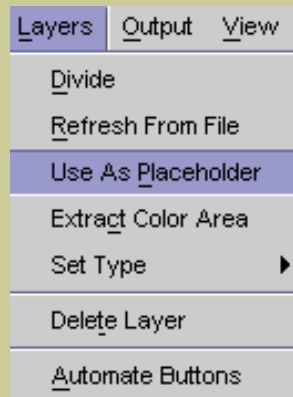 Layers Output View
Divide
Refresh From File
Use As Placeholder
Extract Color Area
Set Type
Delete Layer
Automate Buttons